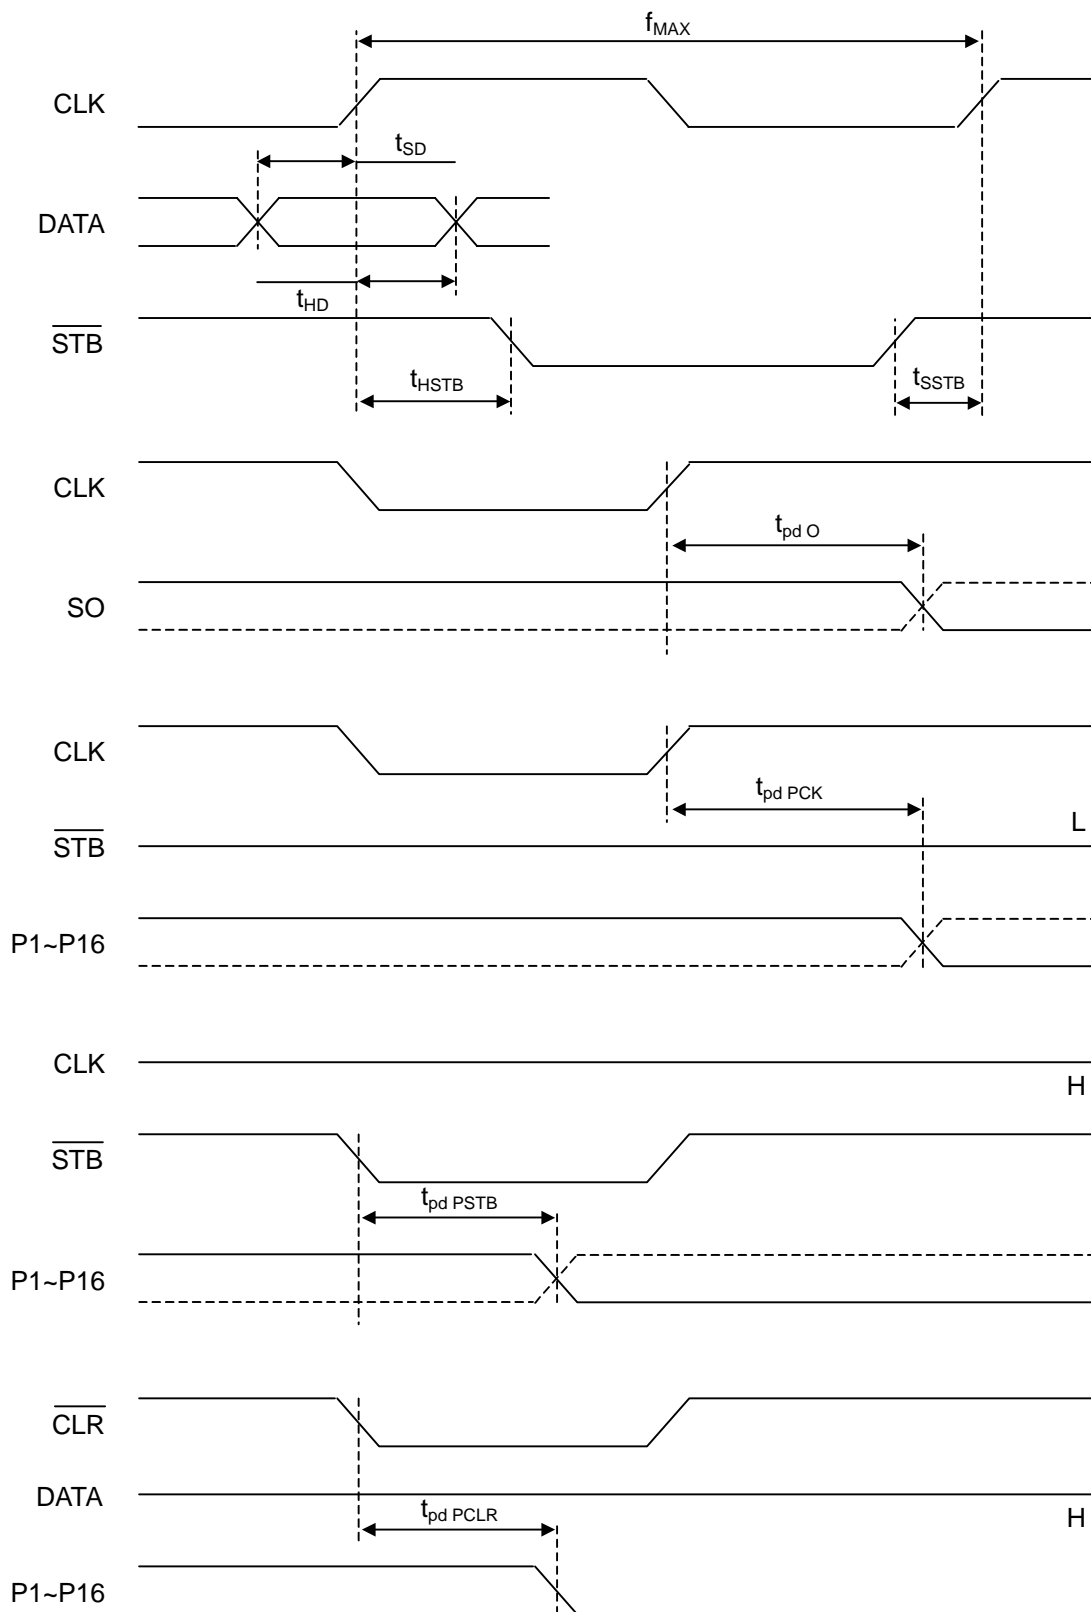 fMAX
CLK
tSD
DATA
tHD
STB
tHSTB
tSSTB
CLK
tpd O
SO
CLK
tpd PCK
L
STB
P1~P16
CLK
H
STB
tpd PSTB
P1~P16
CLR
DATA
H
tpd PCLR
P1~P16